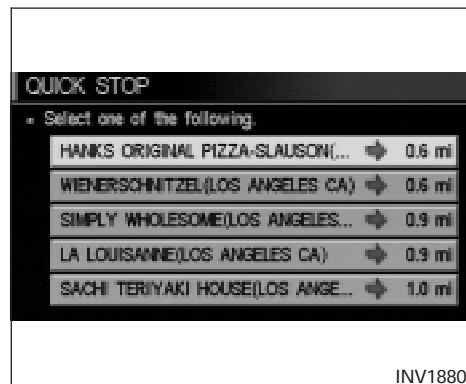 QUICK STOP
Select one of the following.
HANKS ORIGINAL PIZZA-SLAUSON(... 0.6 mi
WIENERSCHNITZEL(LOS ANGELES CA) 0.6 mi
SIMPLY WHOLESOME(LOS ANGELES... 0.9 mi
LA LOUISANNE(LOS ANGELES CA) 0.9 mi
SACHI TERIYAKI HOUSE(LOS ANGE... 1.0 mi
INV1880